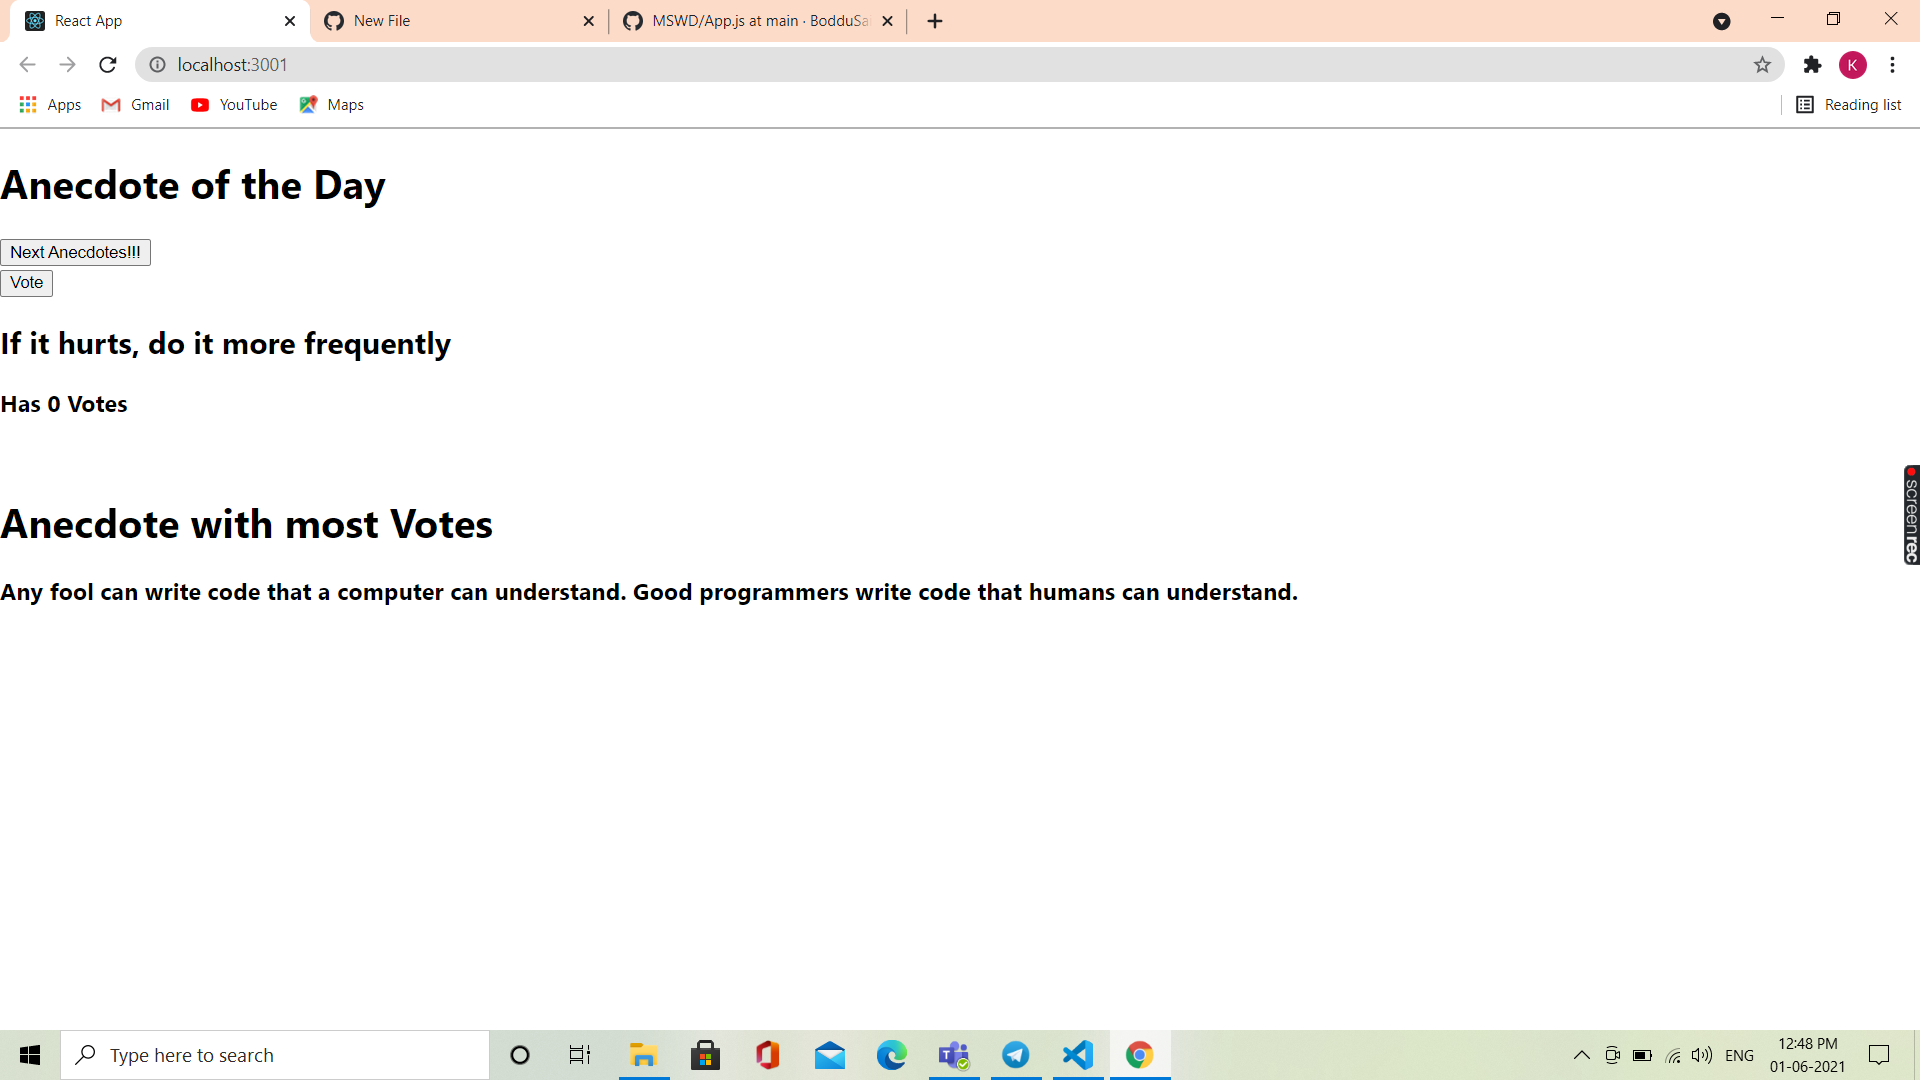 React App
New File
MSWD/App.js at main · BodduSa
localhost:3001
K
Apps
Gmail
YouTube
Maps
Reading list
Anecdote of the Day
Next Anecdotes!!!
Vote
If it hurts, do it more frequently
Has 0 Votes
screenrec
Anecdote with most Votes
Any fool can write code that a computer can understand. Good programmers write code that humans can understand.
Type here to search
ENG
12:48 PM
01-06-2021